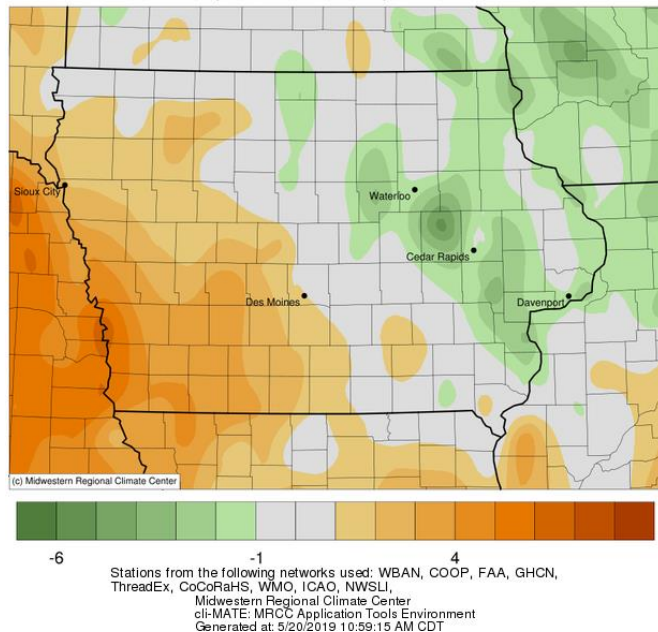 Sioux City
Waterloo
Cedar Rapids
Des Moines
Davenport
(c) Midwestern Regional Climate Center
-6 -1 4
Stations from the following networks used: WBAN, COOP, FAA, GHCN,
ThreadEx, CoCoRaHS, WMO, ICAO, NWSLI,
Midwestern Regional Climate Center
cli-MATE: MRCC Application Tools Environment
Generated at: 5/20/2019 10:59:15 AM CDT